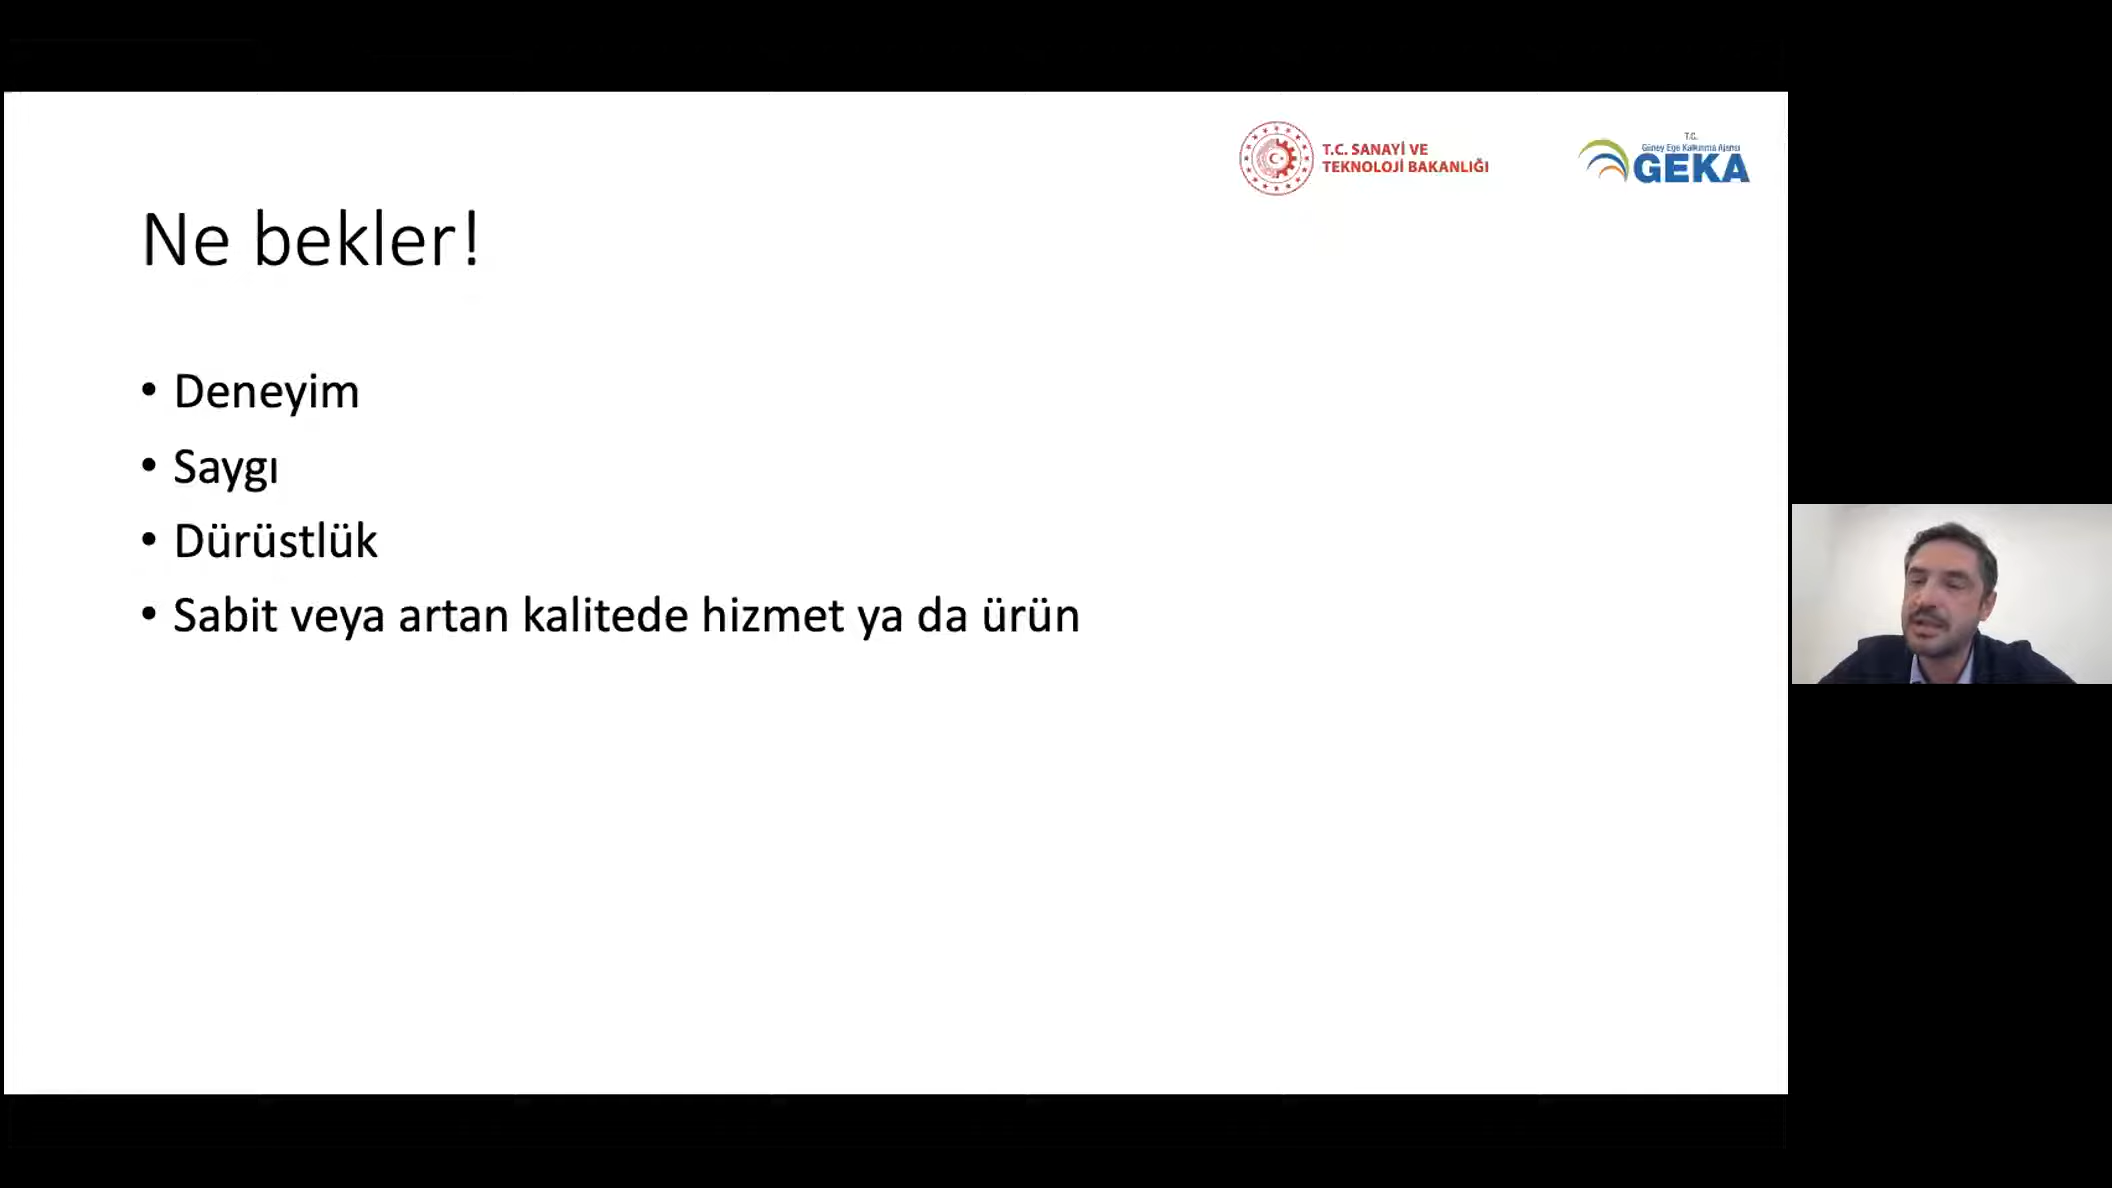 T.C. SANAYİ VE
TEKNOLOJİ BAKANLIĞI
T.C.
Güney Ege Kalkınma Ajansı
GEKA
Ne bekler!
• Deneyim
• Saygı
• Dürüstlük
• Sabit veya artan kalitede hizmet ya da ürün